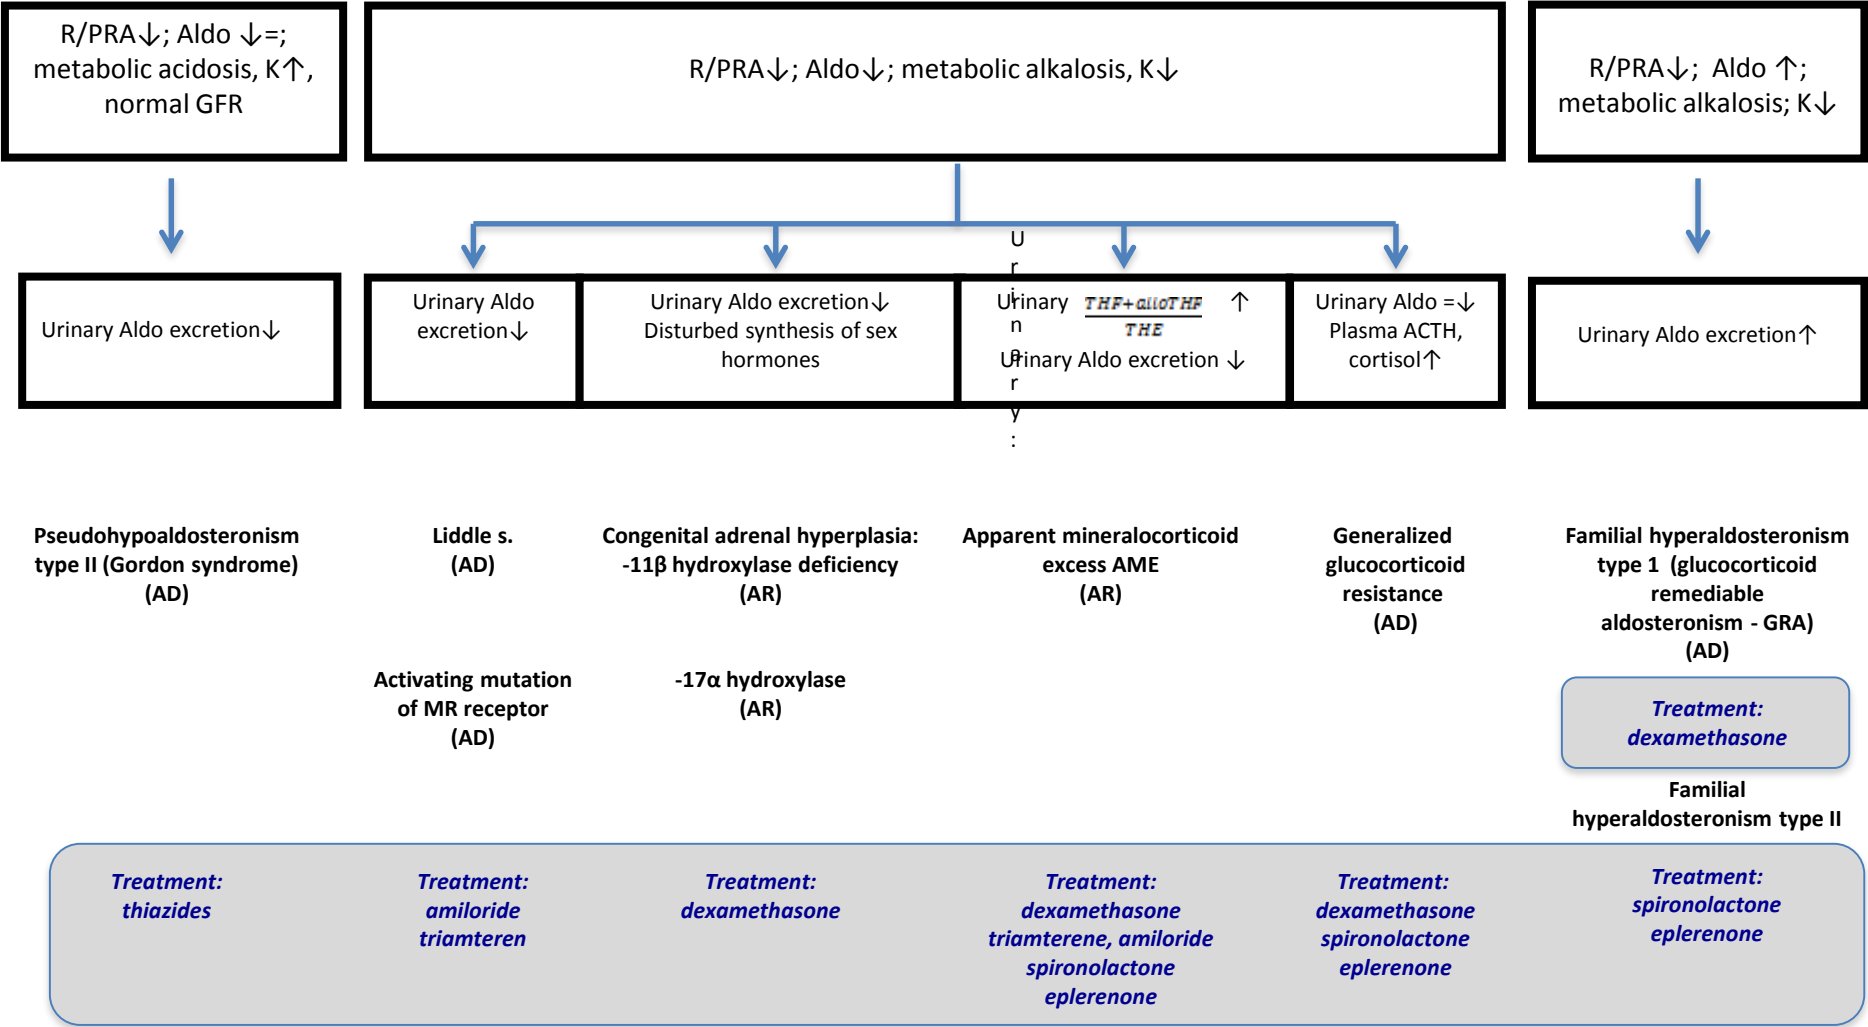 R/PRA↓; Aldo ↓=;
metabolic acidosis, K↑,
normal GFR
R/PRA↓; Aldo↓; metabolic alkalosis, K↓
R/PRA↓; Aldo ↑;
metabolic alkalosis; K↓
Urinary Aldo excretion↓
Urinary Aldo
excretion↓
Urinary Aldo excretion↓
Disturbed synthesis of sex
hormones
Urinary:
Urinary THF+alloTHF ↑
THE
Urinary Aldo excretion ↓
Urinary Aldo =↓
Plasma ACTH,
cortisol↑
Urinary Aldo excretion↑
Pseudohypoaldosteronism
type II (Gordon syndrome)
(AD)
Liddle s.
(AD)
Activating mutation
of MR receptor
(AD)
Congenital adrenal hyperplasia:
-11β hydroxylase deficiency
(AR)
-17α hydroxylase
(AR)
Apparent mineralocorticoid
excess AME
(AR)
Generalized
glucocorticoid
resistance
(AD)
Familial hyperaldosteronism
type 1 (glucocorticoid
remediable
aldosteronism - GRA)
(AD)
Treatment:
dexamethasone
Familial
hyperaldosteronism type II
Treatment:
thiazides
Treatment:
amiloride
triamteren
Treatment:
dexamethasone
Treatment:
dexamethasone
triamterene, amiloride
spironolactone
eplerenone
Treatment:
dexamethasone
spironolactone
eplerenone
Treatment:
spironolactone
eplerenone